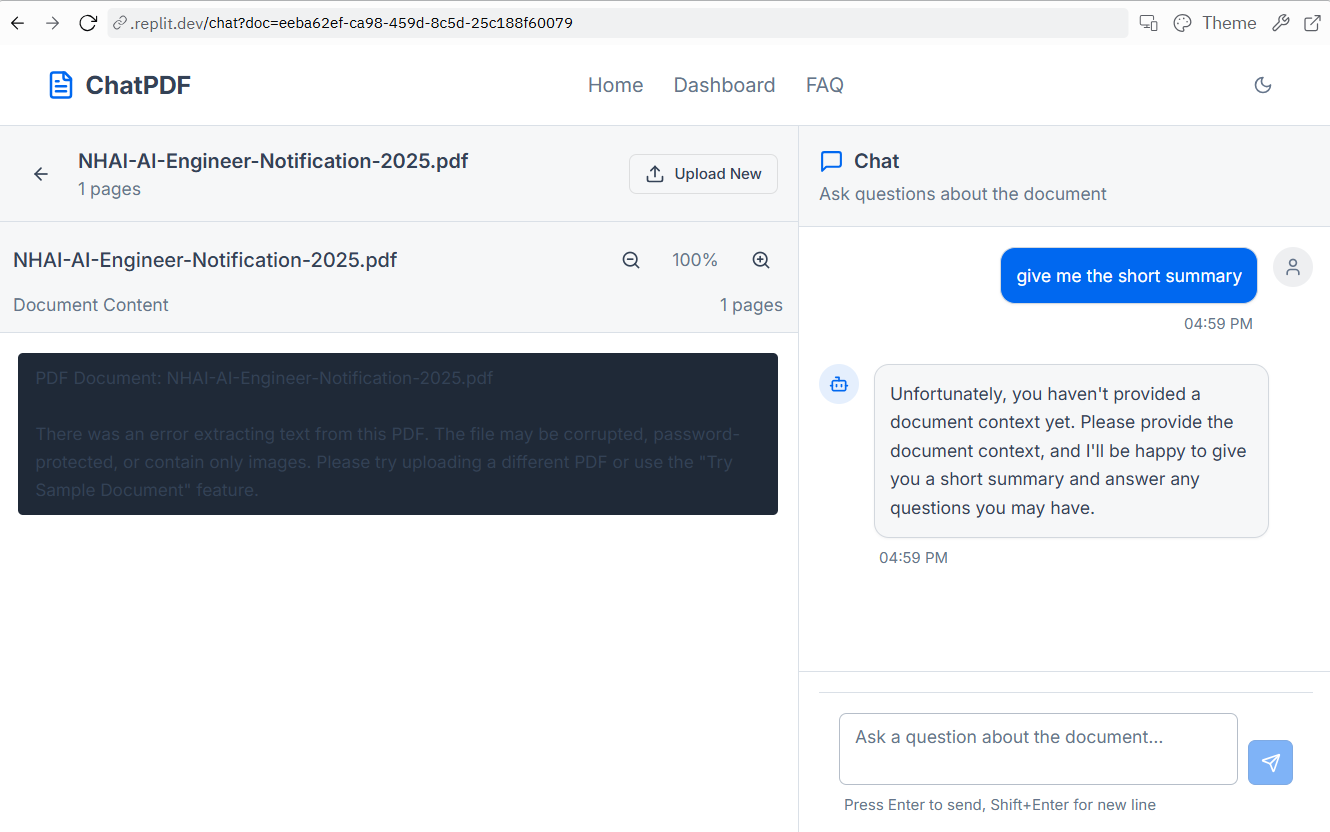 .replit.dev/chat?doc=eeba62ef-ca98-459d-8c5d-25c188f60079
Theme
ChatPDF
Home
Dashboard
FAQ
NHAI-AI-Engineer-Notification-2025.pdf
1 pages
Upload New
NHAI-AI-Engineer-Notification-2025.pdf
100%
Document Content
1 pages
PDF Document: NHAI-AI-Engineer-Notification-2025.pdf
There was an error extracting text from this PDF. The file may be corrupted, password-
protected, or contain only images. Please try uploading a different PDF or use the "Try
Sample Document" feature.
Chat
Ask questions about the document
give me the short summary
04:59 PM
Unfortunately, you haven't provided a
document context yet. Please provide the
document context, and I'll be happy to give
you a short summary and answer any
questions you may have.
04:59 PM
Ask a question about the document...
Press Enter to send, Shift+Enter for new line